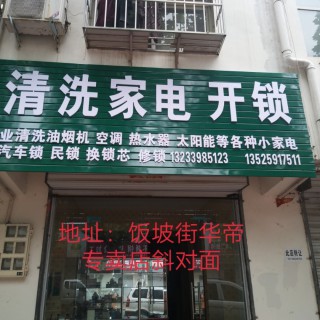 清洗家电 开锁
业清洗油烟机 空调 热水器 太阳能等各种小家电
汽车锁 民锁 换锁芯 修锁 13233985123 13525917511
地址：饭坡街华帝
专卖店斜对面